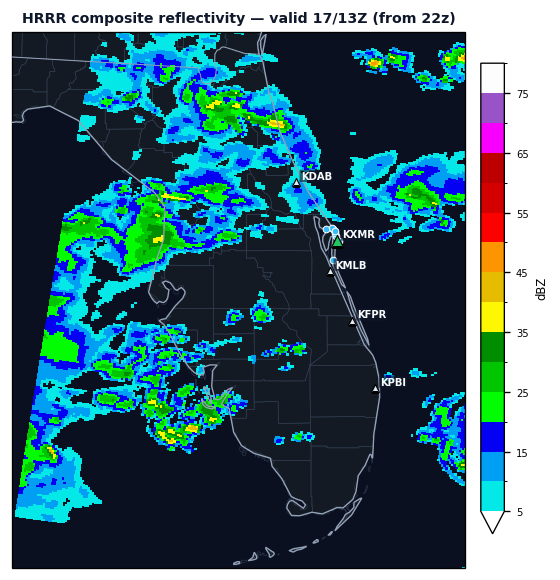 HRRR composite reflectivity — valid 17/13Z (from 22z)
KDAB
KXMR
KMLB
KFPR
KPBI
75
65
55
45
35
25
15
5
dBZ